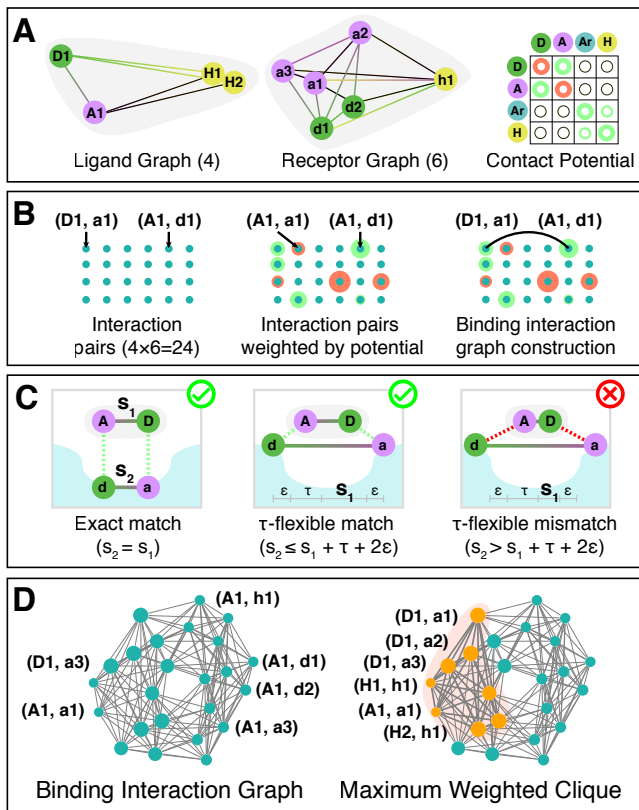 A
D1
H1
H2
A1
Ligand Graph (4)
a2
a3
a1
h1
d2
d1
Receptor Graph (6)
D A Ar H
D
A
Ar
H
Contact Potential
B
(D1, a1) (A1, d1)
Interaction
pairs (4×6=24)
(A1, a1) (A1, d1)
Interaction pairs
weighted by potential
(D1, a1) (A1, d1)
Binding interaction
graph construction
C
S1
A D
S2
d a
Exact match
(s2 = s1)
A D
d a
ε τ S1 ε
τ-flexible match
(s2 ≤ s1 + τ + 2ε)
A D
d a
ε τ S1 ε
τ-flexible mismatch
(s2 > s1 + τ + 2ε)
D
(A1, h1)
(D1, a3)
(A1, d1)
(A1, d2)
(A1, a1)
(A1, a3)
Binding Interaction Graph
(D1, a1)
(D1, a2)
(D1, a3)
(H1, h1)
(A1, a1)
(H2, h1)
Maximum Weighted Clique